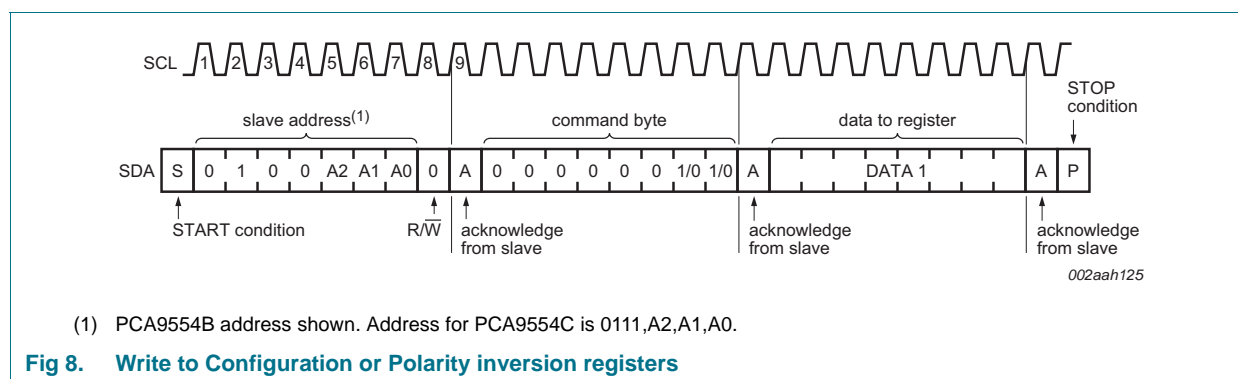 SCL 1 2 3 4 5 6 7 8 9
STOP
condition
slave address(1) command byte data to register
SDA S 0 1 0 0 A2 A1 A0 0 A 0 0 0 0 0 0 1/0 1/0 A DATA 1 A P
START condition R/W acknowledge acknowledge acknowledge
from slave from slave from slave
002aah125
(1) PCA9554B address shown. Address for PCA9554C is 0111,A2,A1,A0.
Fig 8. Write to Configuration or Polarity inversion registers